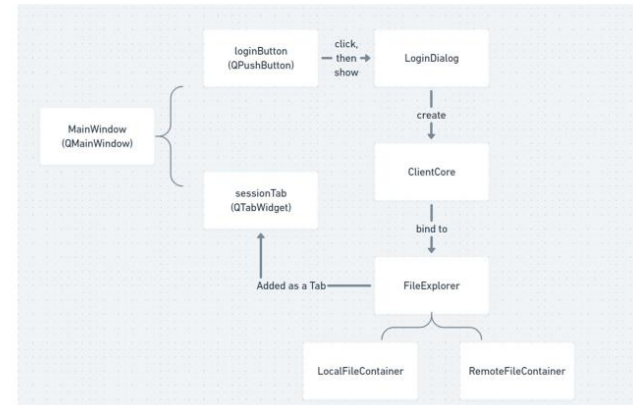 loginButton
(QPushButton)
click,
then
show
LoginDialog
create
MainWindow
(QMainWindow)
ClientCore
sessionTab
(QTabWidget)
bind to
Added as a Tab
FileExplorer
LocalFileContainer
RemoteFileContainer